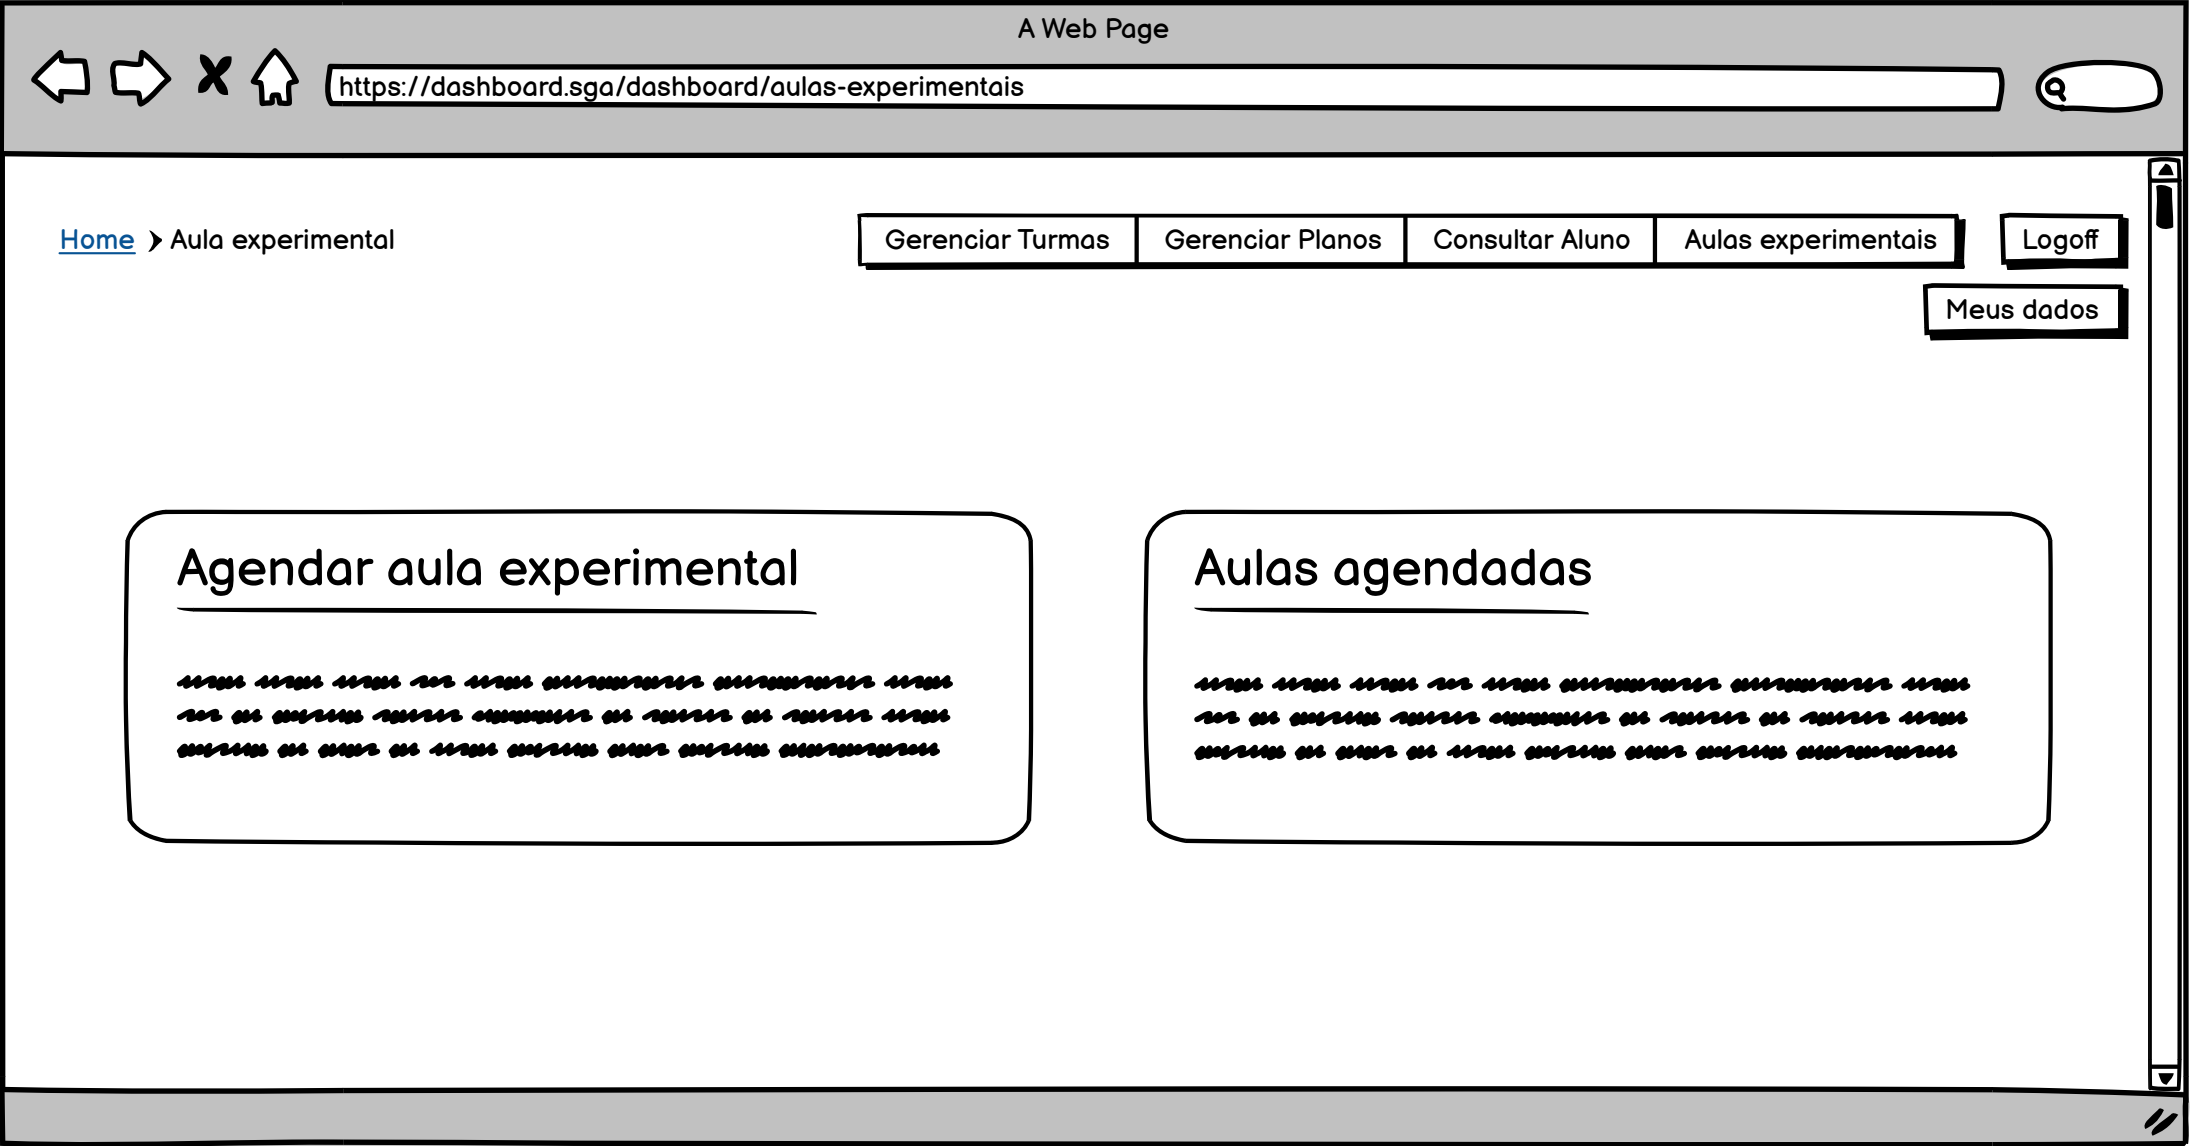 A Web Page
https://dashboard.sga/dashboard/aulas-experimentais
Home Aula experimental
Gerenciar Turmas Gerenciar Planos Consultar Aluno Aulas experimentais Logoff
Meus dados
Agendar aula experimental
Aulas agendadas